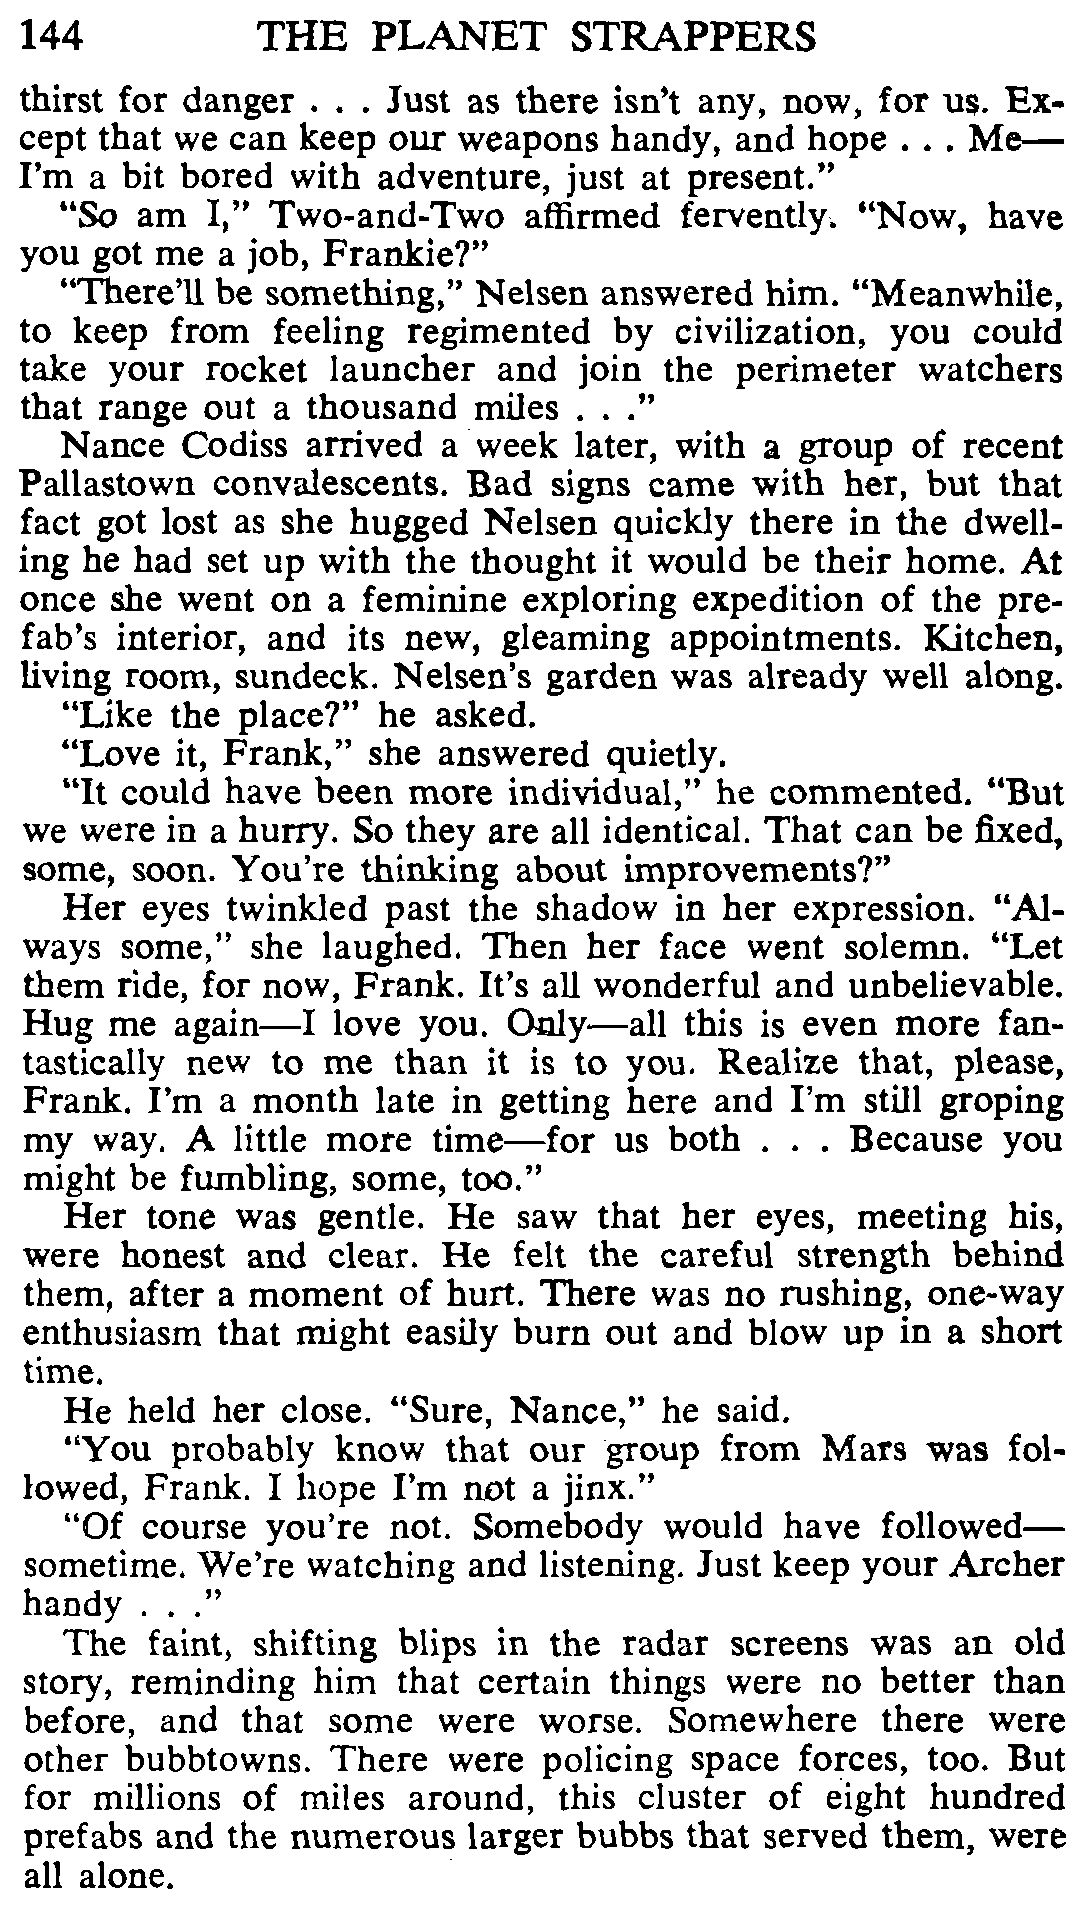 144 THE PLANET STRAPPERS
thirst for danger . . . Just as there isn't any, now, for us. Ex-
cept that we can keep our weapons handy, and hope . . . Me—
I'm a bit bored with adventure, just at present."
"So am I," Two-and-Two affirmed fervently. "Now, have
you got me a job, Frankie?"
"There'll be something," Nelsen answered him. "Meanwhile,
to keep from feeling regimented by civilization, you could
take your rocket launcher and join the perimeter watchers
that range out a thousand miles . . ."
Nance Codiss arrived a week later, with a group of recent
Pallastown convalescents. Bad signs came with her, but that
fact got lost as she hugged Nelsen quickly there in the dwell-
ing he had set up with the thought it would be their home. At
once she went on a feminine exploring expedition of the pre-
fab's interior, and its new, gleaming appointments. Kitchen,
living room, sundeck. Nelsen's garden was already well along.
"Like the place?" he asked.
"Love it, Frank," she answered quietly.
"It could have been more individual," he commented. "But
we were in a hurry. So they are all identical. That can be fixed,
some, soon. You're thinking about improvements?"
Her eyes twinkled past the shadow in her expression. "Al-
ways some," she laughed. Then her face went solemn. "Let
them ride, for now, Frank. It's all wonderful and unbelievable.
Hug me again—I love you. Only—all this is even more fan-
tastically new to me than it is to you. Realize that, please,
Frank. I'm a month late in getting here and I'm still groping
my way. A little more time—for us both . . . Because you
might be fumbling, some, too."
Her tone was gentle. He saw that her eyes, meeting his,
were honest and clear. He felt the careful strength behind
them, after a moment of hurt. There was no rushing, one-way
enthusiasm that might easily burn out and blow up in a short
time.
He held her close. "Sure, Nance," he said.
"You probably know that our group from Mars was fol-
lowed, Frank. I hope I'm not a jinx."
"Of course you're not. Somebody would have followed—
sometime. We're watching and listening. Just keep your Archer
handy . . ."
The faint, shifting blips in the radar screens was an old
story, reminding him that certain things were no better than
before, and that some were worse. Somewhere there were
other bubbtowns. There were policing space forces, too. But
for millions of miles around, this cluster of eight hundred
prefabs and the numerous larger bubbs that served them, were
all alone.